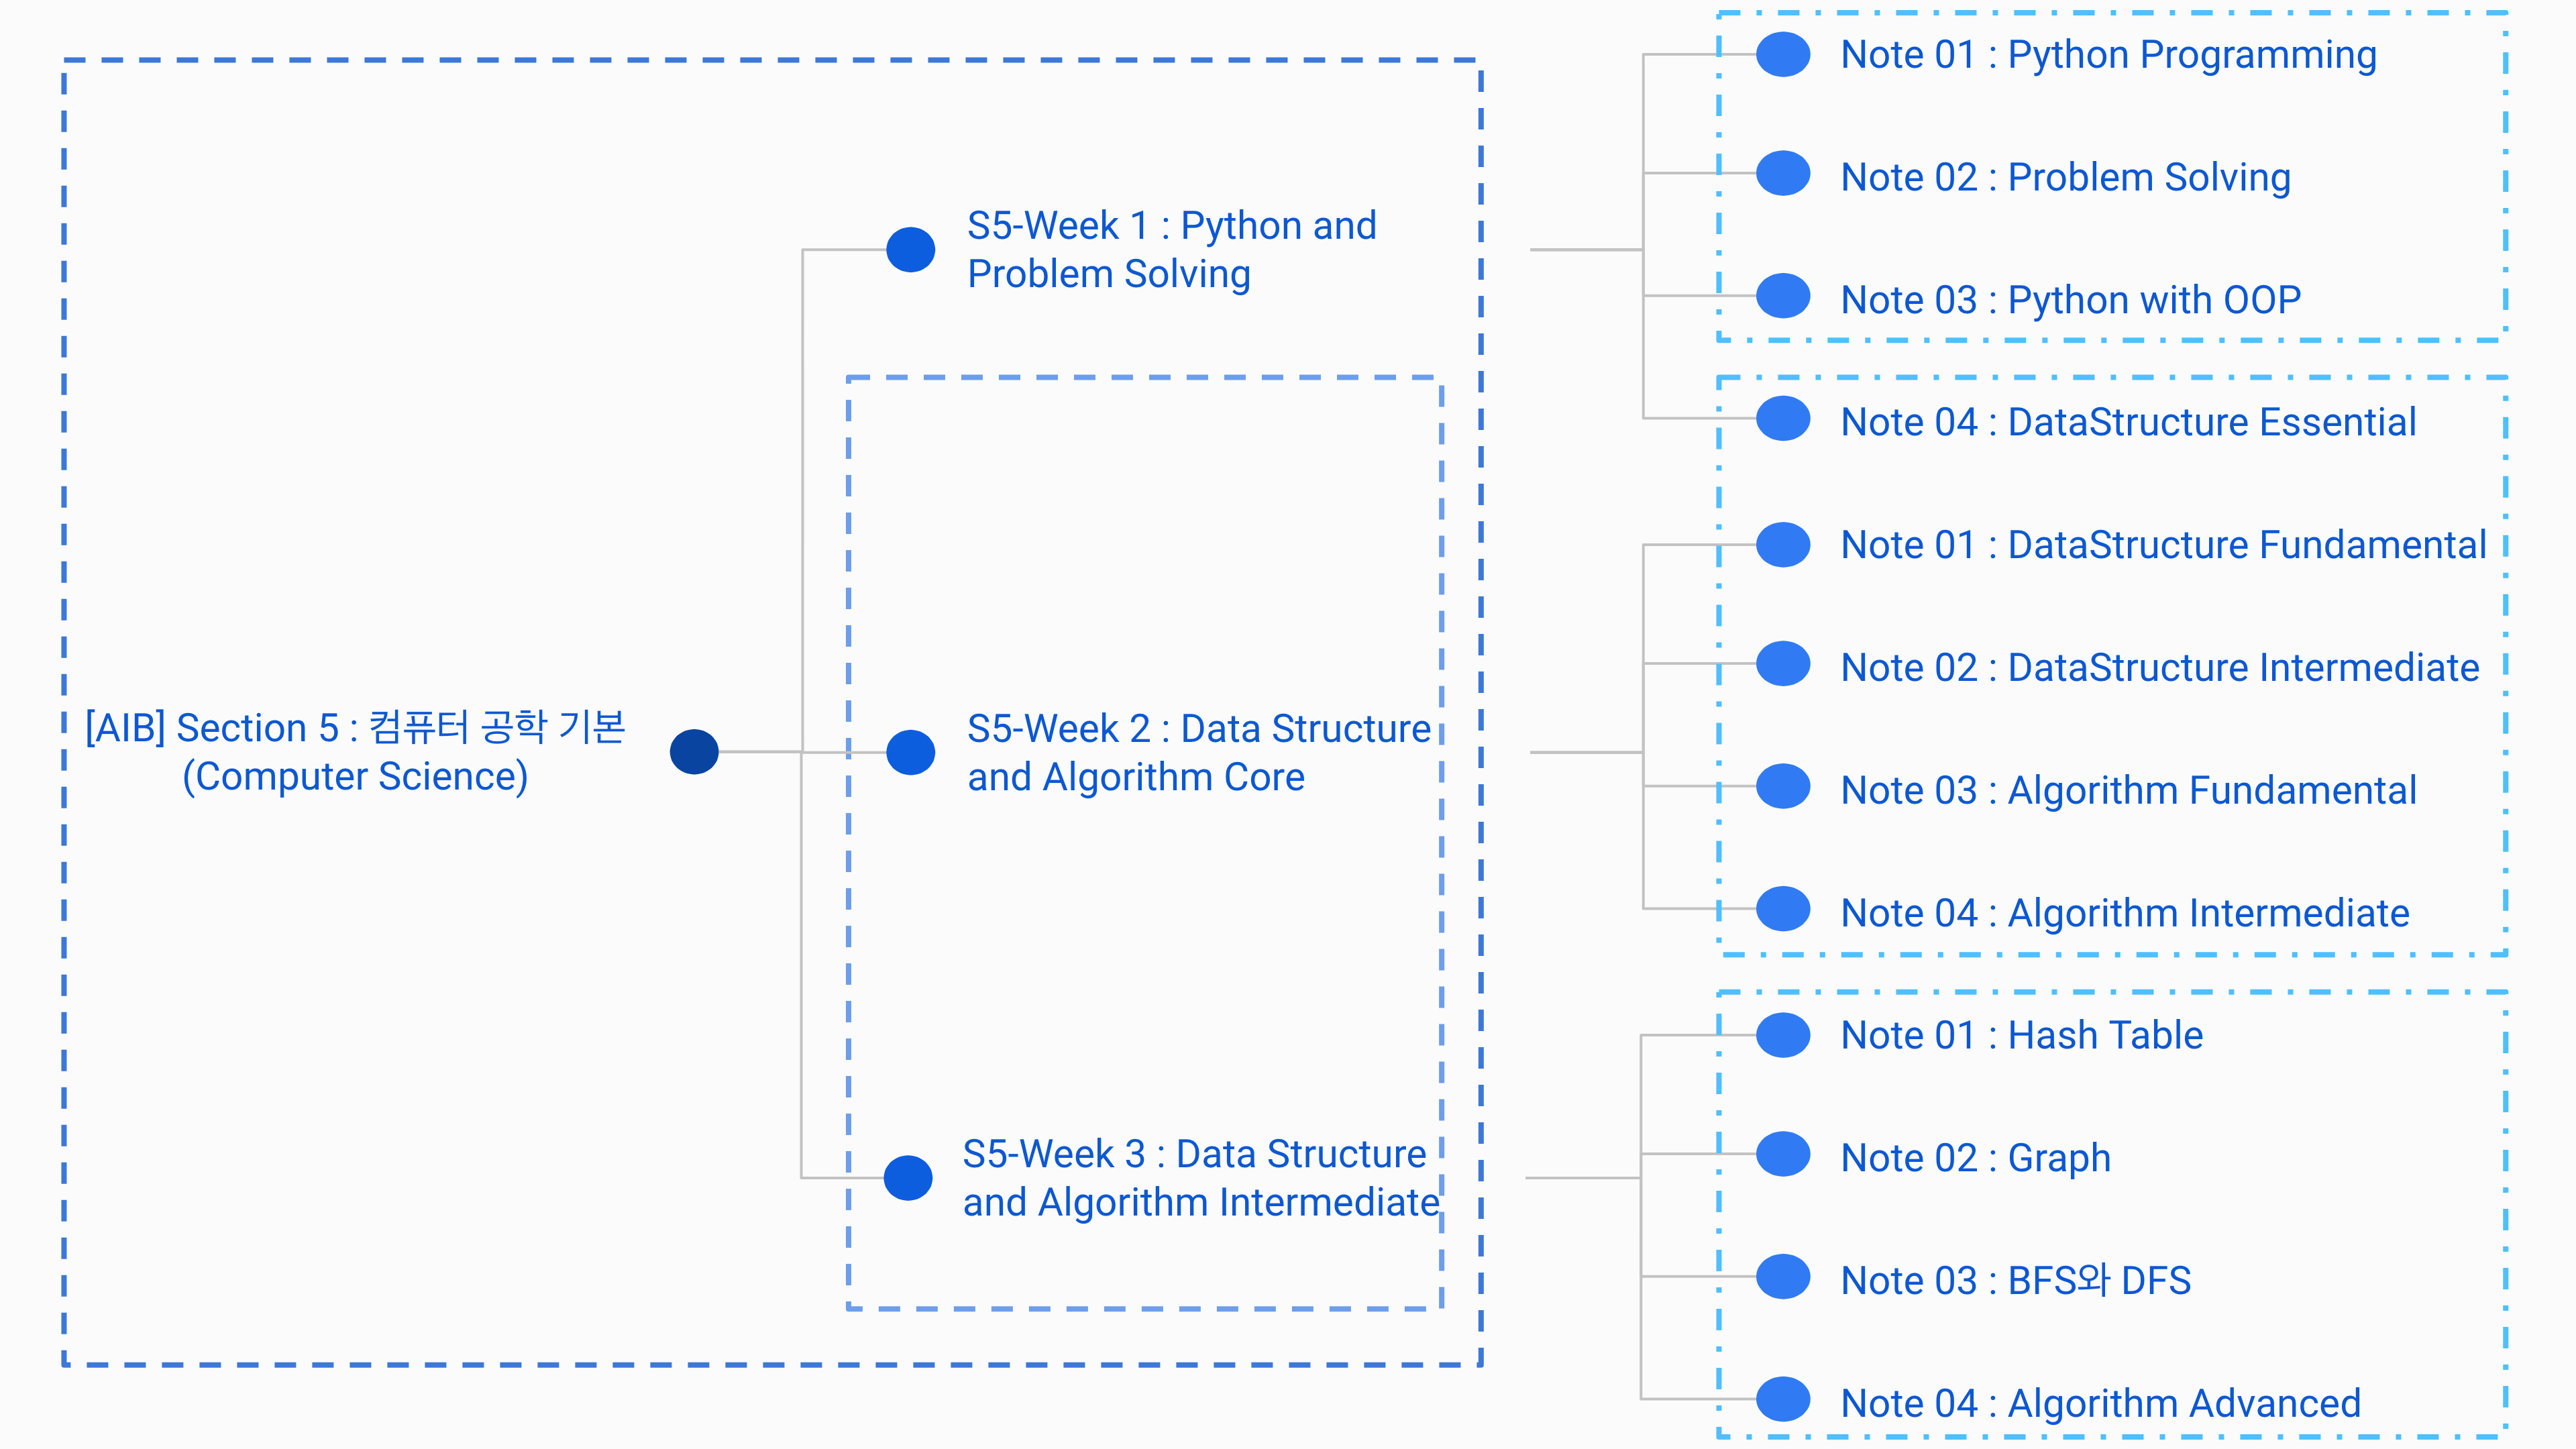 [AIB] Section 5 : 컴퓨터 공학 기본
(Computer Science)
S5-Week 1 : Python and
Problem Solving
S5-Week 2 : Data Structure
and Algorithm Core
S5-Week 3 : Data Structure
and Algorithm Intermediate
Note 01 : Python Programming
Note 02 : Problem Solving
Note 03 : Python with OOP
Note 04 : DataStructure Essential
Note 01 : DataStructure Fundamental
Note 02 : DataStructure Intermediate
Note 03 : Algorithm Fundamental
Note 04 : Algorithm Intermediate
Note 01 : Hash Table
Note 02 : Graph
Note 03 : BFS와 DFS
Note 04 : Algorithm Advanced